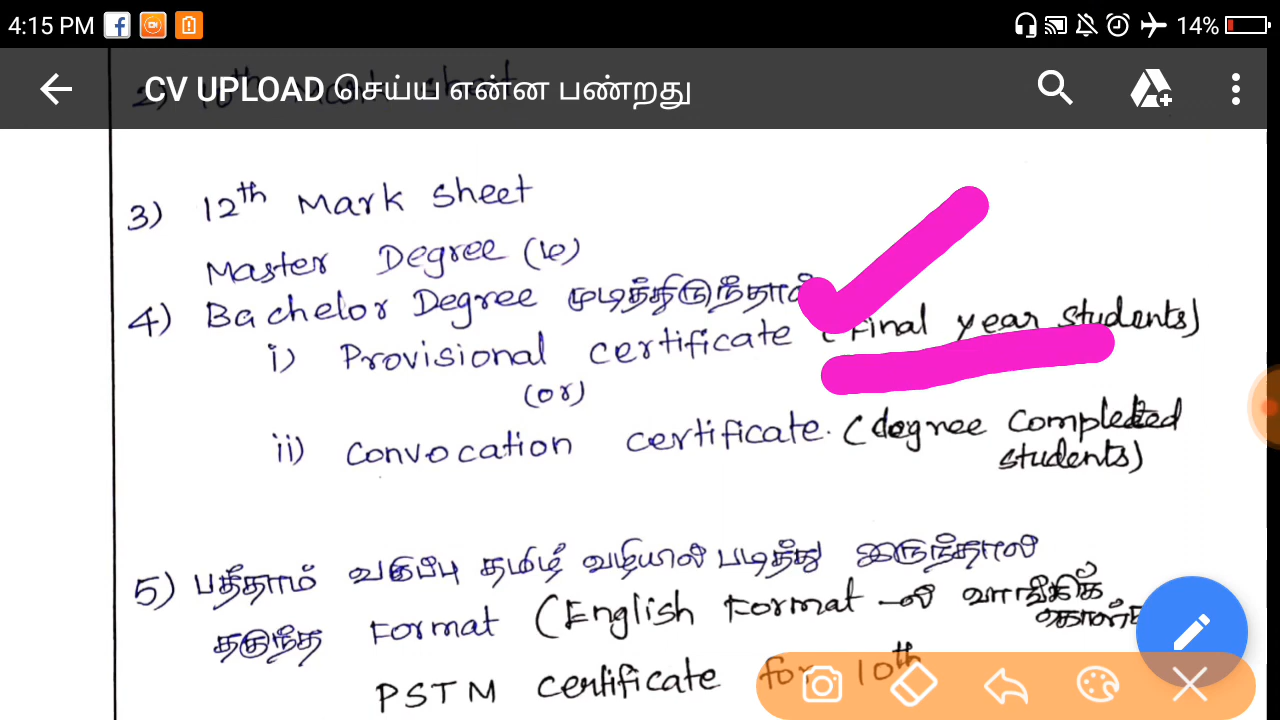 4:15 PM 14%
CV UPLOAD செய்ய என்ன பண்றது
3) 12th Mark Sheet
Master Degree (டி)
4) Bachelor Degree முடித்திருந்தால்
i) Provisional certificate (Final year students)
(or)
ii) Convocation certificate. (degree Completed
students)
5) பத்தாம் வகுப்பு தமிழ் வழியால் படித்து இருந்தால்
தகுந்த Format (English Format -ல் வாங்கிக்
PSTM certificate for 10th